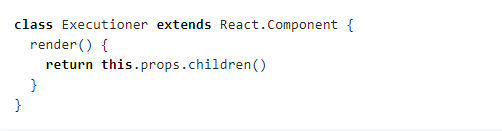 class Executioner extends React.Component {
  render() {
    return this.props.children()
  }
}